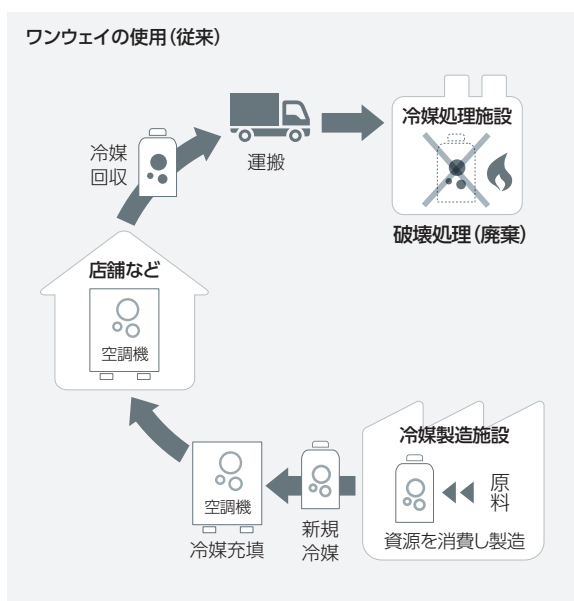 ワンウェイの使用(従来)
冷媒
回収
運搬
冷媒処理施設
破壊処理(廃棄)
店舗など
空調機
冷媒製造施設
原
料
資源を消費し製造
新規
冷媒
空調機
冷媒充填